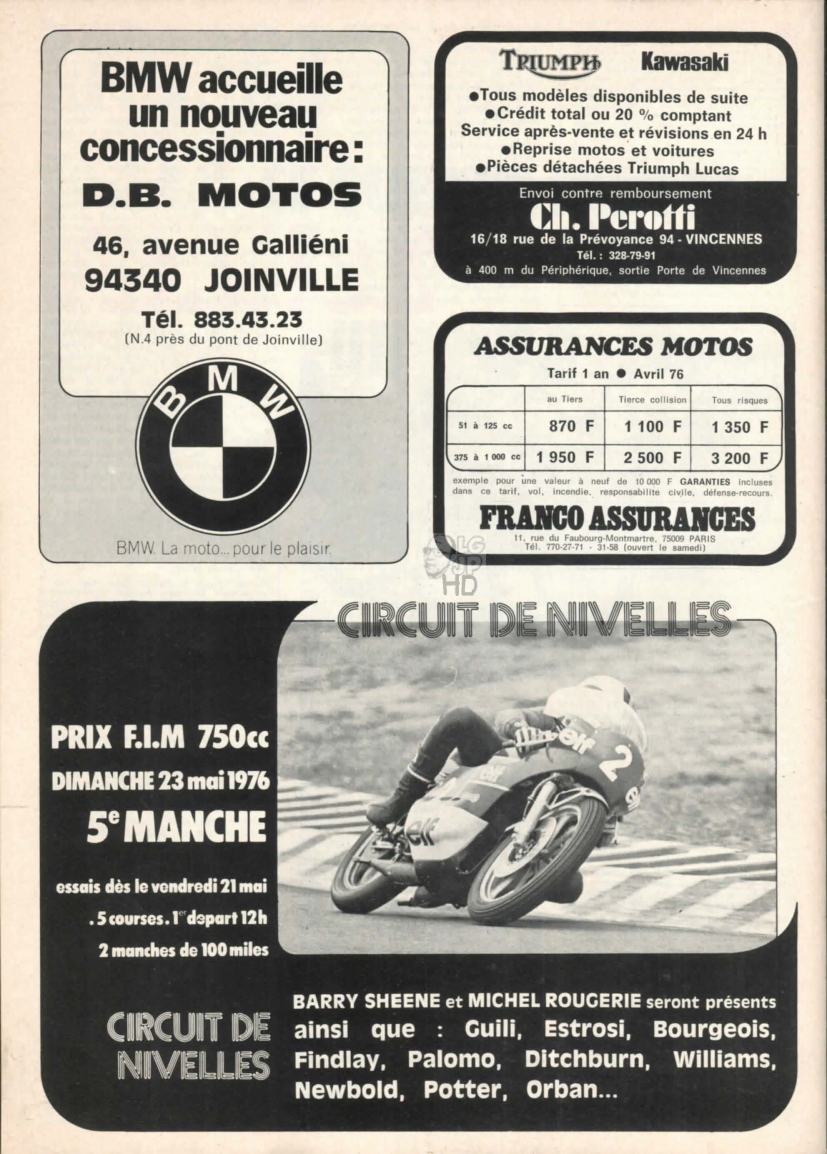 BMW accueille
un nouveau
concessionnaire:
D.B. MOTOS
46, avenue Galliéni
94340 JOINVILLE
Tél. 883.43.23
(N.4 près du pont de Joinville)
BMW
BMW. La moto... pour le plaisir.
TRIUMPH Kawasaki
●Tous modèles disponibles de suite
●Crédit total ou 20 % comptant
Service après-vente et révisions en 24 h
●Reprise motos et voitures
●Pièces détachées Triumph Lucas
Envoi contre remboursement
Ch. Perotti
16/18 rue de la Prévoyance 94 - VINCENNES
Tél. : 328-79-91
à 400 m du Périphérique, sortie Porte de Vincennes
ASSURANCES MOTOS
Tarif 1 an ● Avril 76
au Tiers Tierce collision Tous risques
51 à 125 cc 870 F 1 100 F 1 350 F
375 à 1 000 cc 1 950 F 2 500 F 3 200 F
exemple pour une valeur à neuf de 10 000 F GARANTIES incluses
dans ce tarif, vol, incendie, responsabilite civile, défense-recours.
FRANCO ASSURANCES
11, rue du Faubourg-Montmartre, 75009 PARIS
Tél. 770-27-71 - 31-58 (ouvert le samedi)
LG
JP
HD
CIRCUIT DE NIVELLES
PRIX F.I.M 750cc
DIMANCHE 23 mai 1976
5e MANCHE
essais dès le vendredi 21 mai
. 5 courses. 1er depart 12h
2 manches de 100 miles
elf
2
elf
elf
CIRCUIT DE
NIVELLES
BARRY SHEENE et MICHEL ROUGERIE seront présents
ainsi que : Guili, Estrosi, Bourgeois,
Findlay, Palomo, Ditchburn, Williams,
Newbold, Potter, Orban...